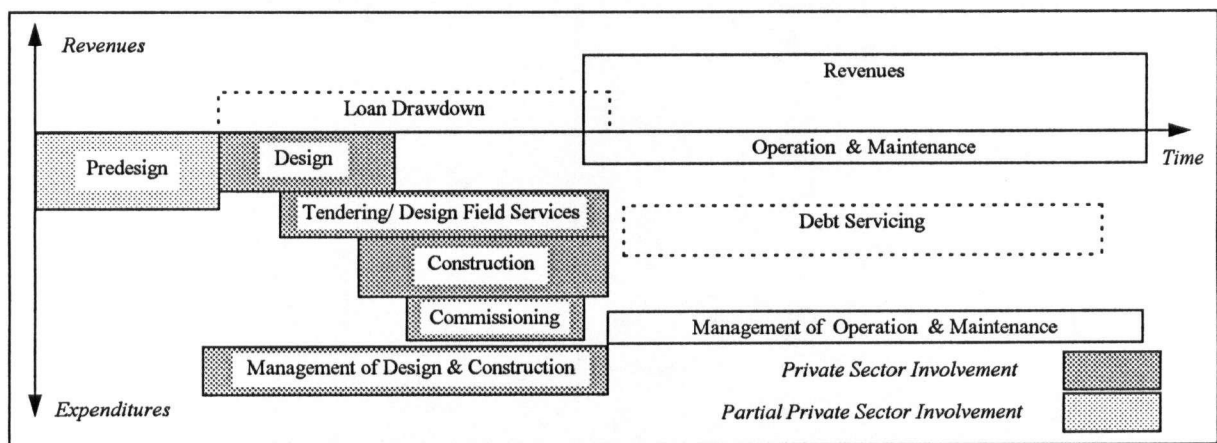 Revenues
Revenues
Loan Drawdown
Operation & Maintenance
Time
Predesign
Design
Tendering/ Design Field Services
Debt Servicing
Construction
Commissioning
Management of Operation & Maintenance
Management of Design & Construction
Private Sector Involvement
Expenditures
Partial Private Sector Involvement